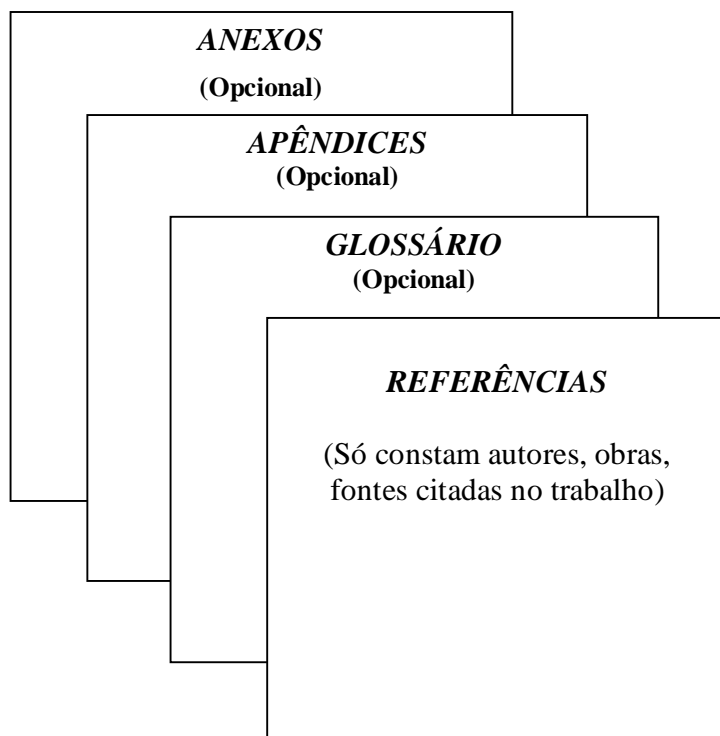 ANEXOS
(Opcional)
APÊNDICES
(Opcional)
GLOSSÁRIO
(Opcional)
REFERÊNCIAS
(Só constam autores, obras,
fontes citadas no trabalho)